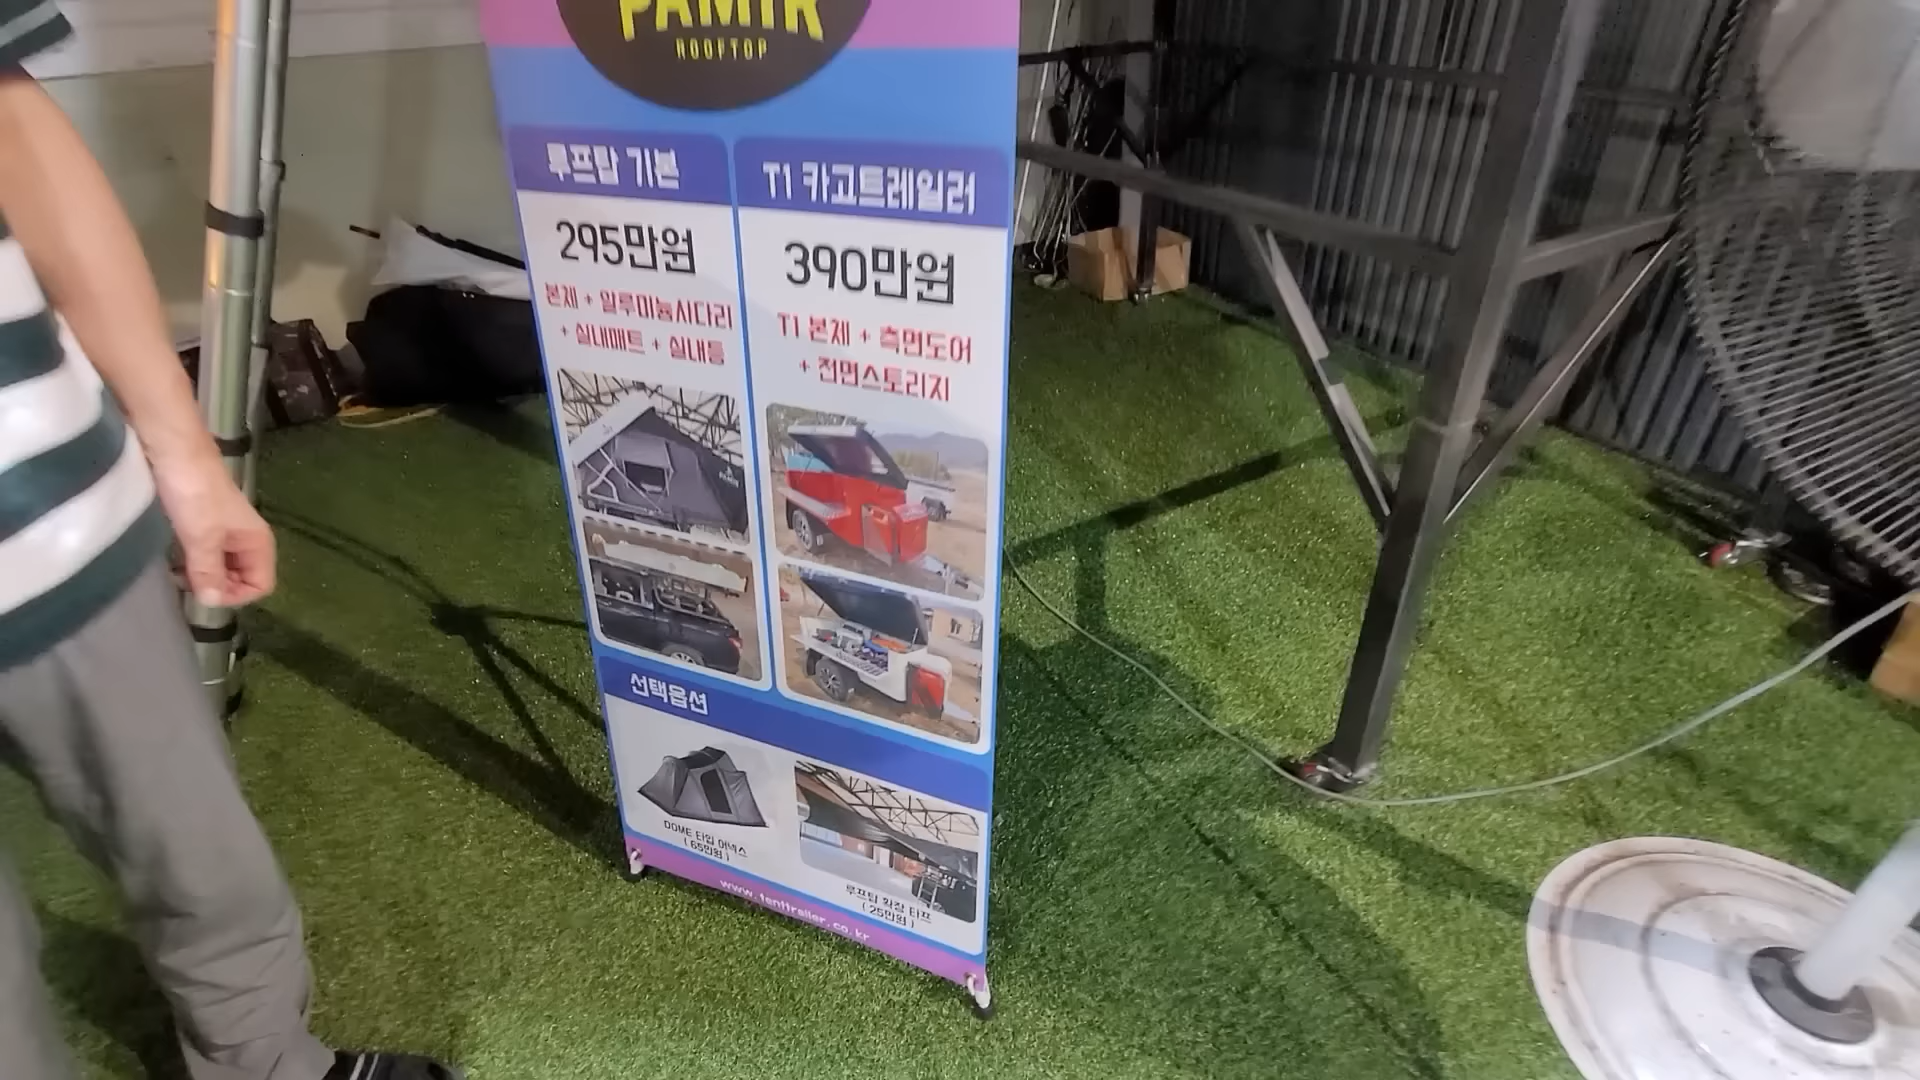 PAMIR
ROOFTOP
루프탑 기본
295만원
본체 + 알루미늄사다리
+ 실내매트 + 실내등
T1 카고트레일러
390만원
T1 본체 + 측면도어
+ 전면스토리지
PAMIR
선택옵션
DOME 타입 어넥스
( 65만원 )
루프탑 확장 타프
( 25만원 )
www.tenttrailer.co.kr